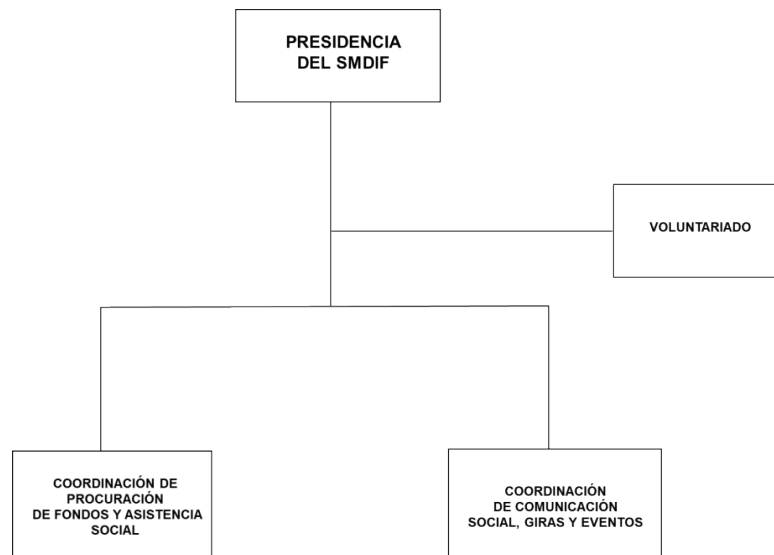 PRESIDENCIA
DEL SMDIF
VOLUNTARIADO
COORDINACIÓN DE
PROCURACIÓN
DE FONDOS Y ASISTENCIA
SOCIAL
COORDINACIÓN
DE COMUNICACIÓN
SOCIAL, GIRAS Y EVENTOS